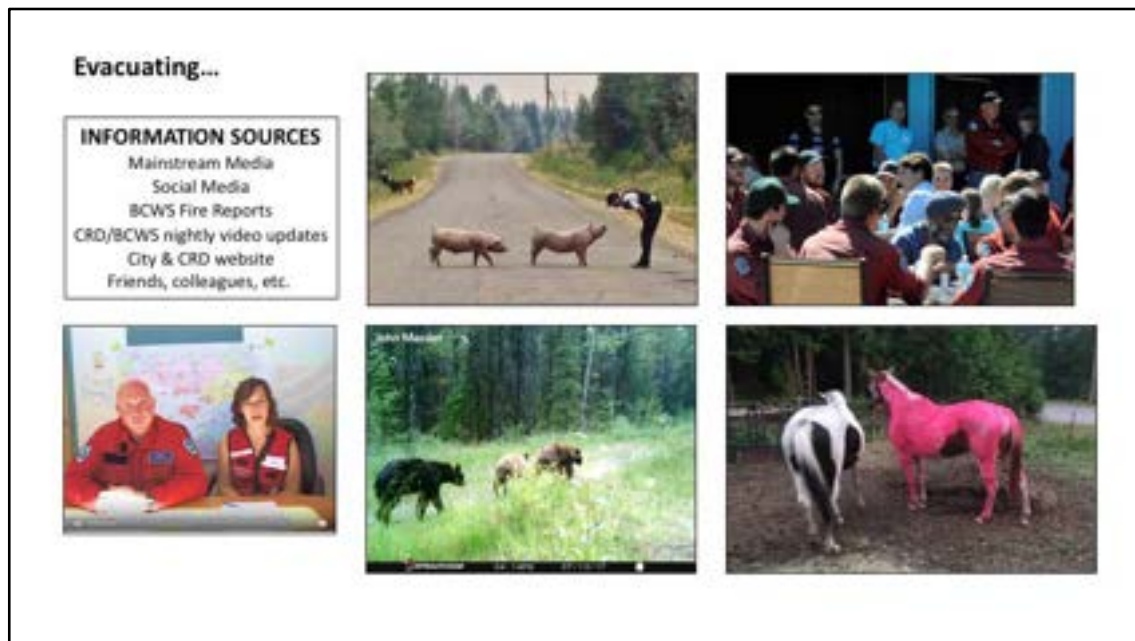 Evacuating...
INFORMATION SOURCES
Mainstream Media
Social Media
BCWS Fire Reports
CRD/BCWS nightly video updates
City & CRD website
Friends, colleagues, etc.
John